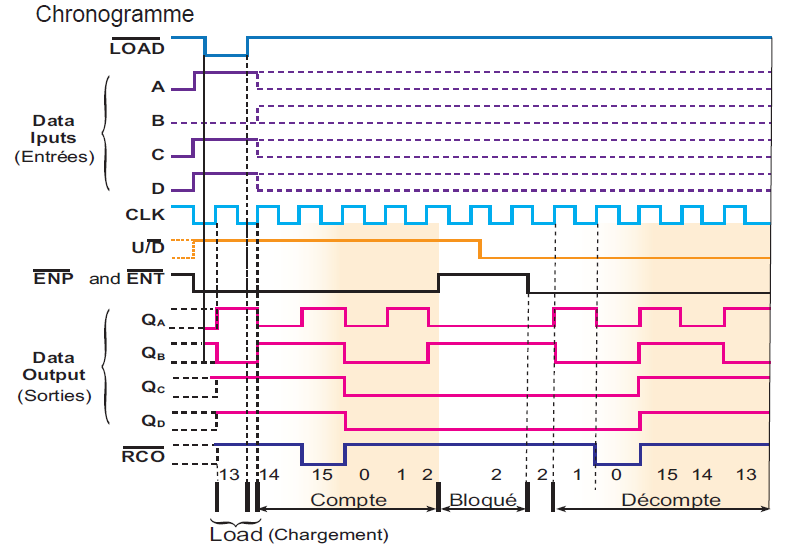 Chronogramme
LOAD
A
B
C
D
Data
Iputs
(Entrées)
CLK
U/D
ENP and ENT
QA
QB
QC
QD
Data
Output
(Sorties)
RCO
13 14 15 0 1 2 2 2 1 0 15 14 13
Compte Bloqué Décompte
Load (Chargement)